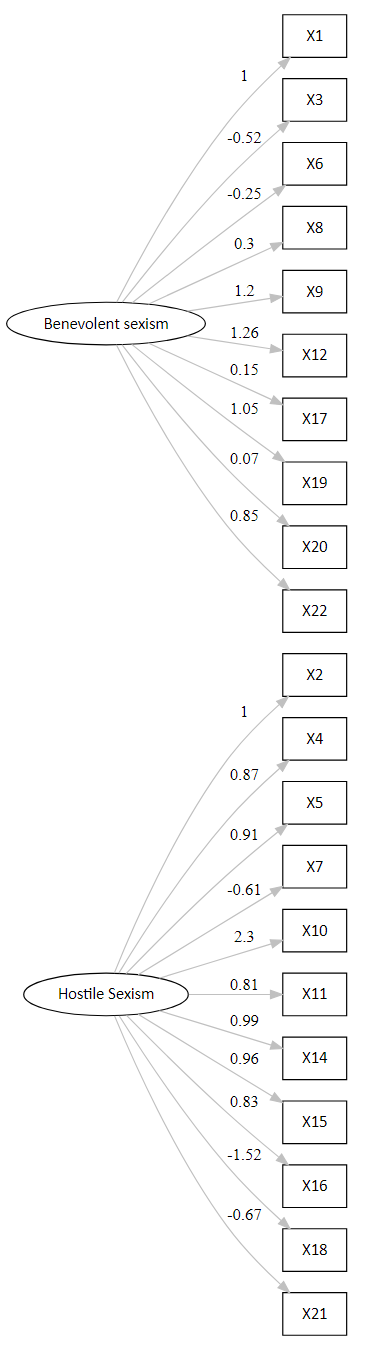 X1
1
X3
-0.52
X6
-0.25
X8
0.3
X9
1.2
Benevolent sexism
1.26
X12
0.15
X17
1.05
X19
0.07
X20
0.85
X22
X2
1
X4
0.87
X5
0.91
X7
-0.61
X10
2.3
Hostile Sexism
0.81
X11
0.99
X14
0.96
X15
0.83
X16
-1.52
X18
-0.67
X21